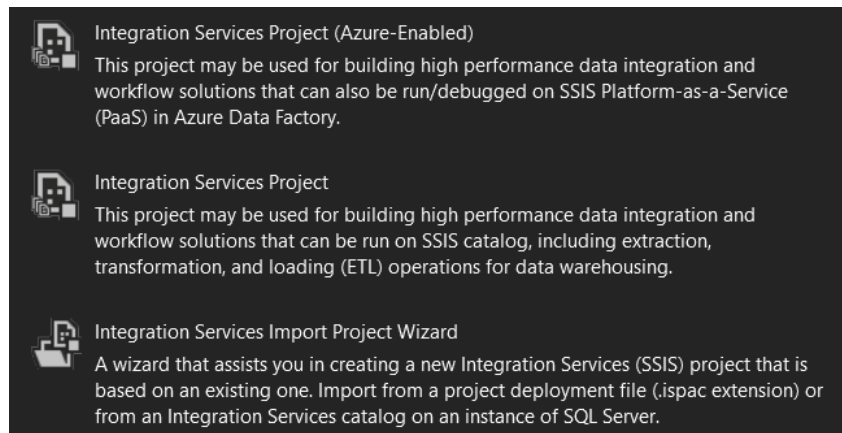 Integration Services Project (Azure-Enabled)
This project may be used for building high performance data integration and
workflow solutions that can also be run/debugged on SSIS Platform-as-a-Service
(PaaS) in Azure Data Factory.
Integration Services Project
This project may be used for building high performance data integration and
workflow solutions that can be run on SSIS catalog, including extraction,
transformation, and loading (ETL) operations for data warehousing.
Integration Services Import Project Wizard
A wizard that assists you in creating a new Integration Services (SSIS) project that is
based on an existing one. Import from a project deployment file (.ispac extension) or
from an Integration Services catalog on an instance of SQL Server.